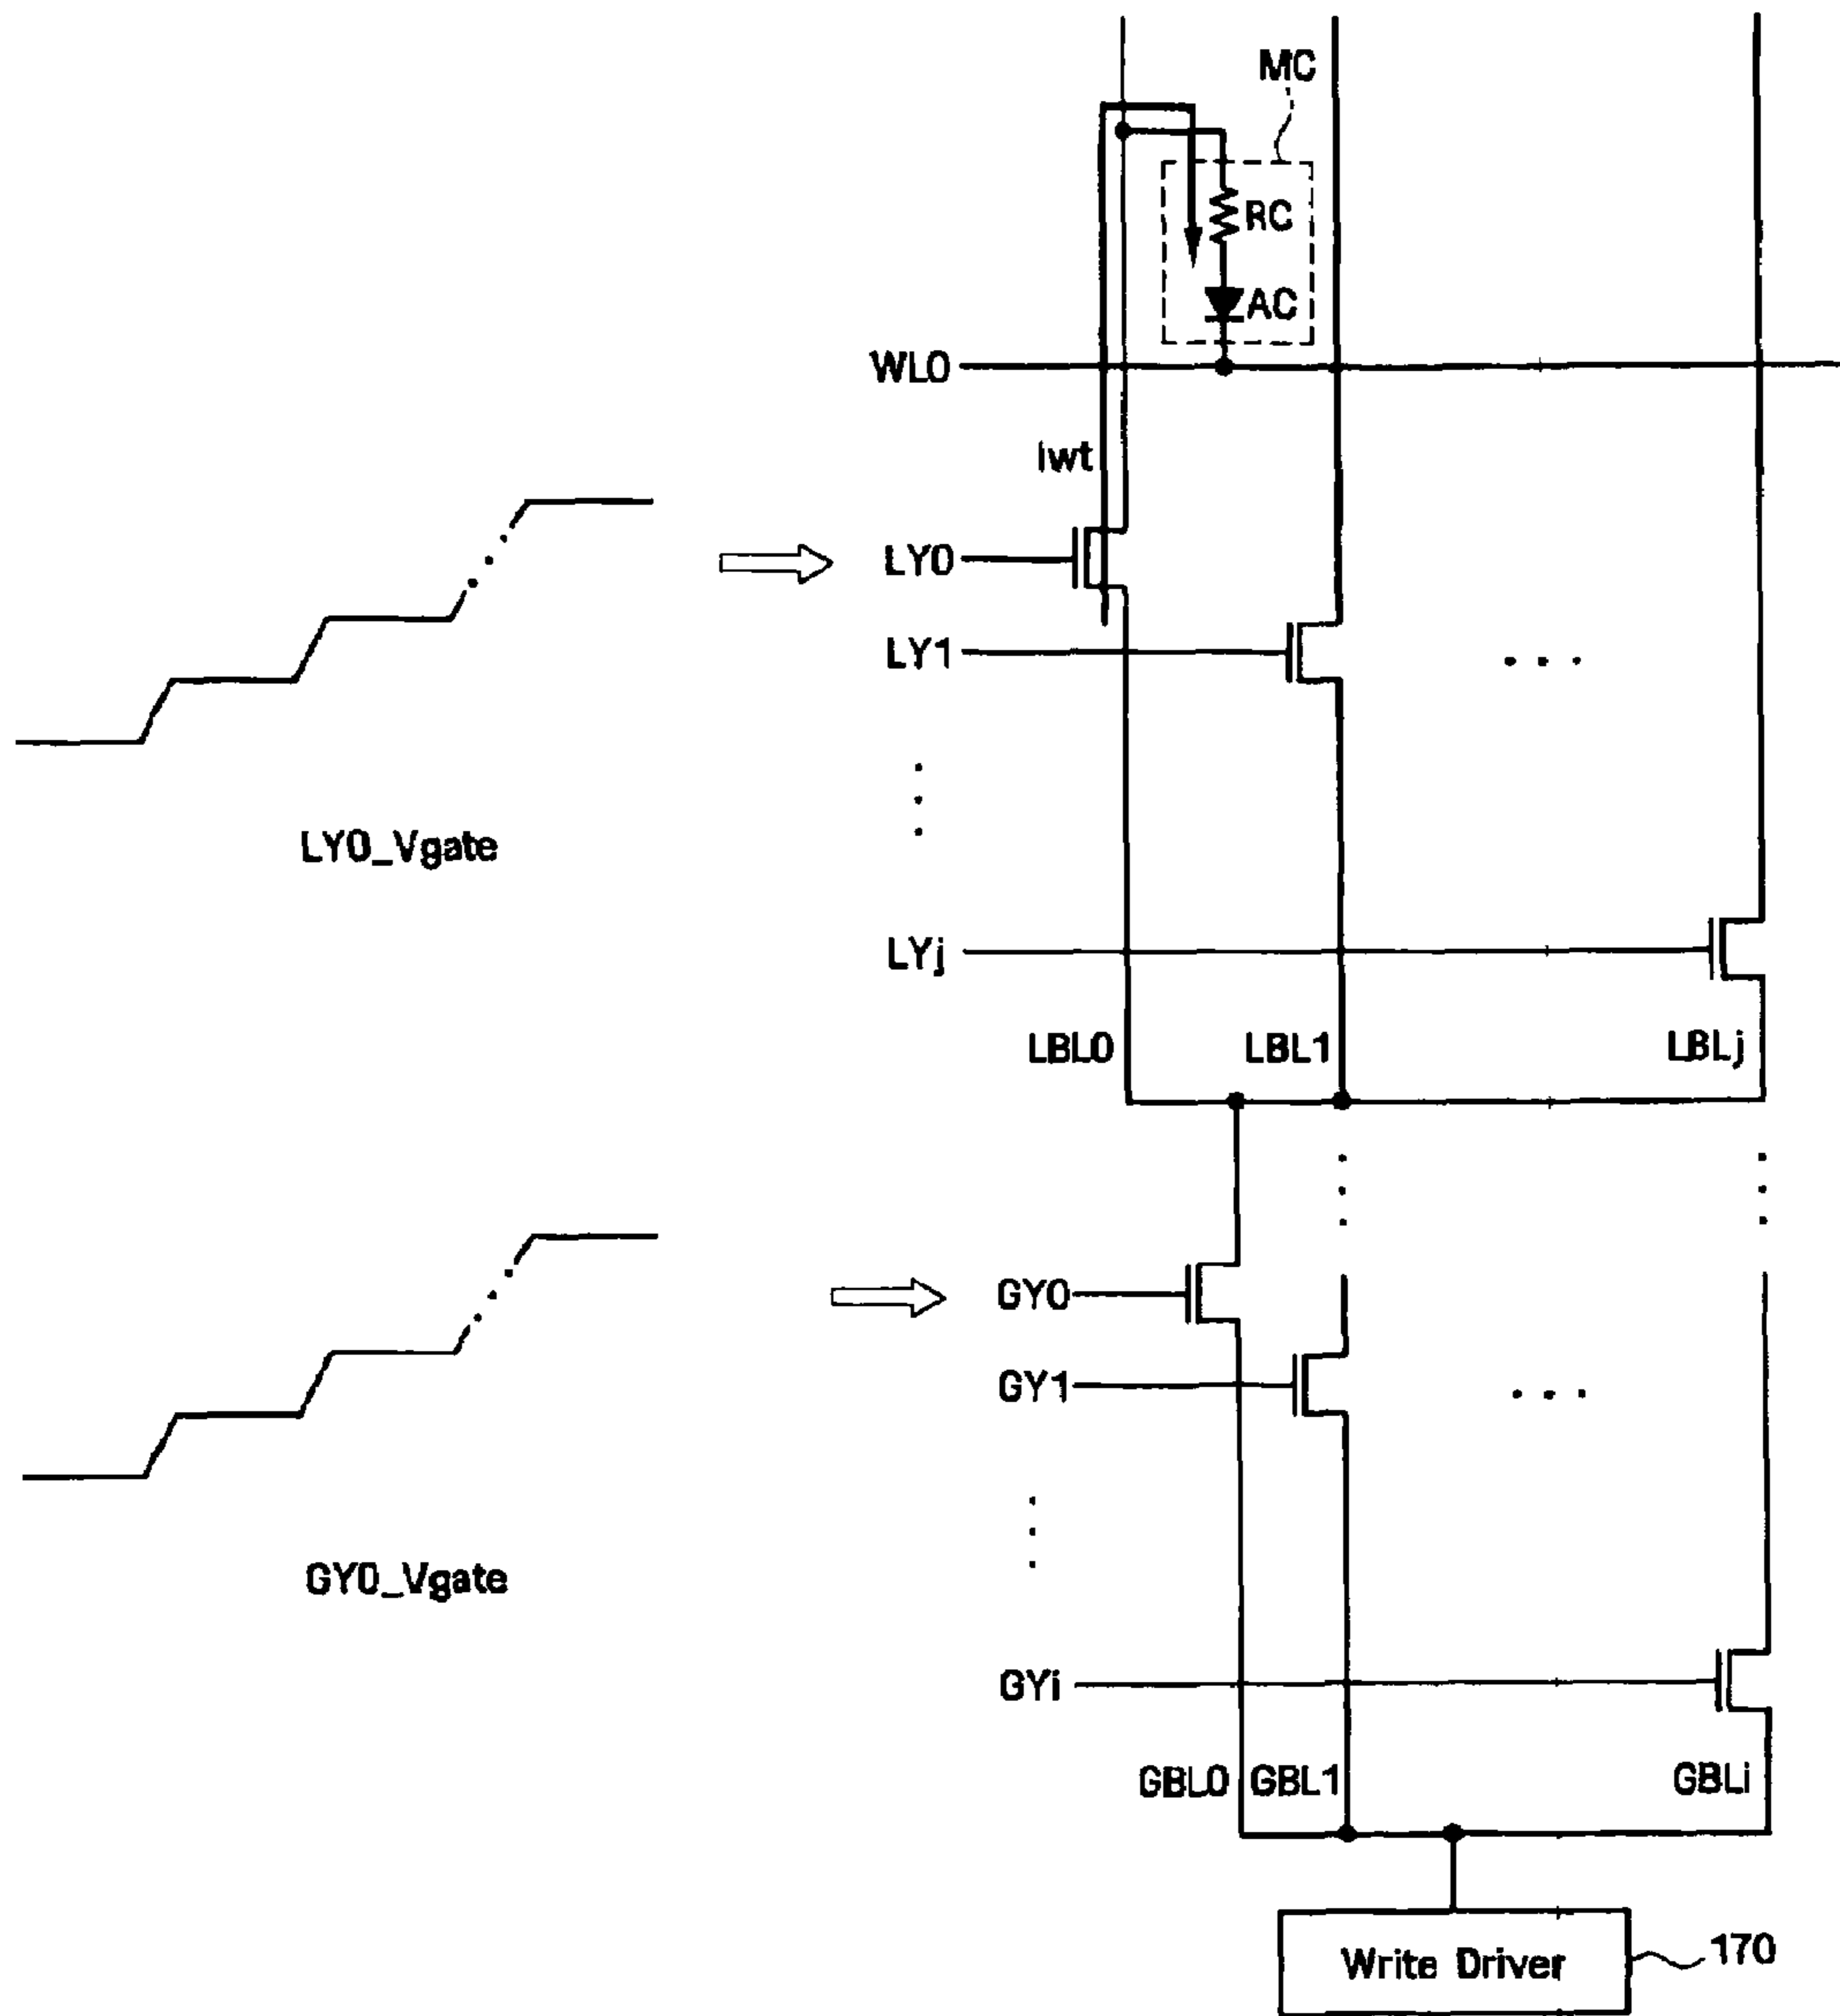 MC
RC
AC
WL0
Iwt
LY0
LY1
LY0_Vgate
LYj
LBL0 LBL1 LBLj
GY0
GY1
GY0_Vgate
GYi
GBL0 GBL1 GBLi
Write Driver 170